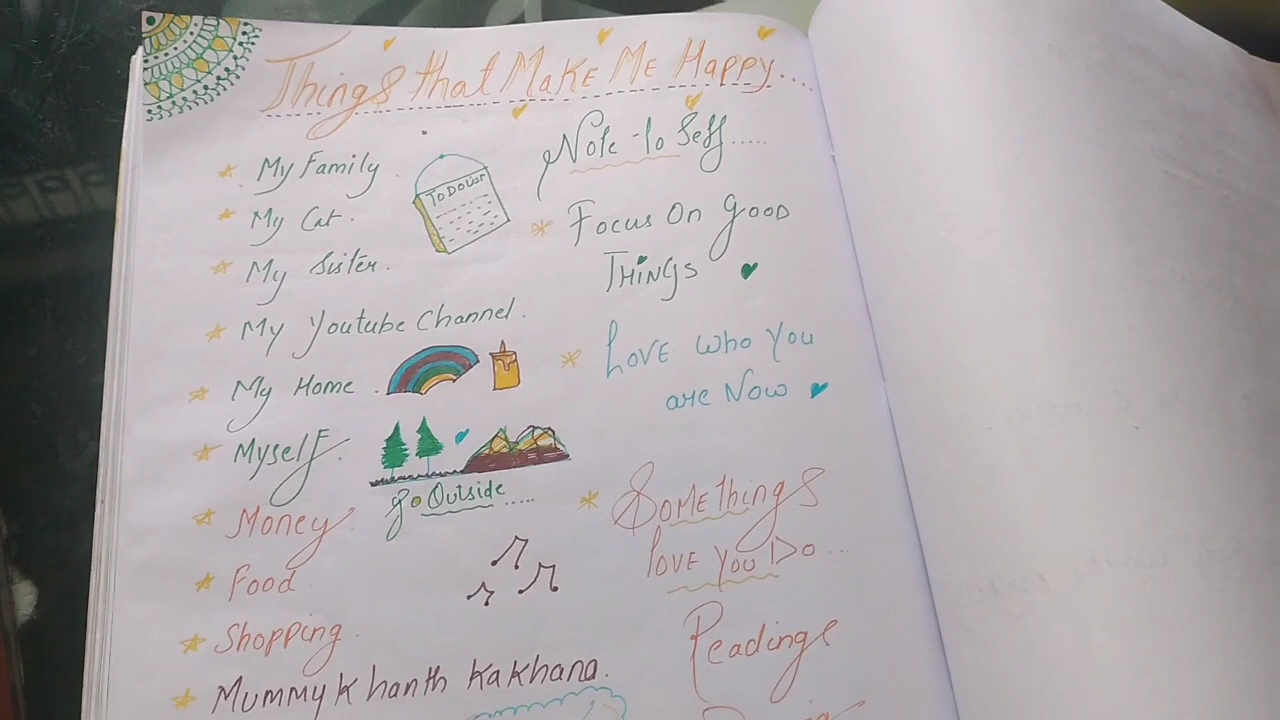 Things that Make Me Happy...
My Family
My Cat.
My Sister.
My Youtube Channel.
My Home.
Myself.
Money
Food
Shopping.
Mummy k hanth ka khana.
To Do List
Go Outside.....
Note to Self.....
Focus On Good
THINGS
Love who You
are Now
Somethings
love you Do...
Readings